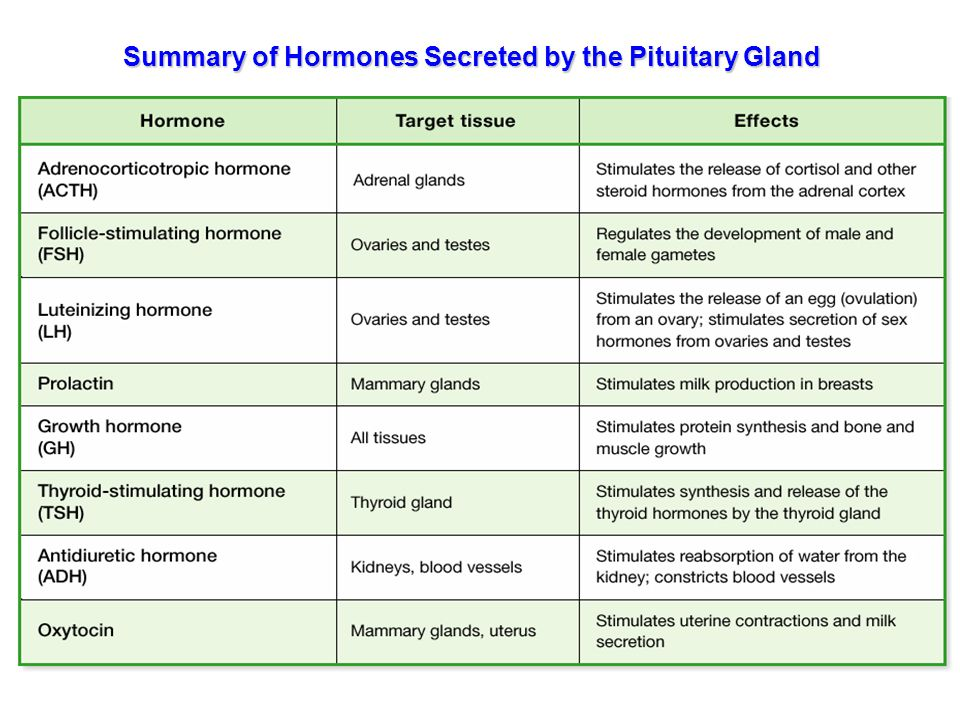 Summary of Hormones Secreted by the Pituitary Gland
Hormone Target tissue Effects
Adrenocorticotropic hormone
(ACTH)
Adrenal glands
Stimulates the release of cortisol and other
steroid hormones from the adrenal cortex
Follicle-stimulating hormone
(FSH)
Ovaries and testes
Regulates the development of male and
female gametes
Luteinizing hormone
(LH)
Ovaries and testes
Stimulates the release of an egg (ovulation)
from an ovary; stimulates secretion of sex
hormones from ovaries and testes
Prolactin
Mammary glands
Stimulates milk production in breasts
Growth hormone
(GH)
All tissues
Stimulates protein synthesis and bone and
muscle growth
Thyroid-stimulating hormone
(TSH)
Thyroid gland
Stimulates synthesis and release of the
thyroid hormones by the thyroid gland
Antidiuretic hormone
(ADH)
Kidneys, blood vessels
Stimulates reabsorption of water from the
kidney; constricts blood vessels
Oxytocin
Mammary glands, uterus
Stimulates uterine contractions and milk
secretion